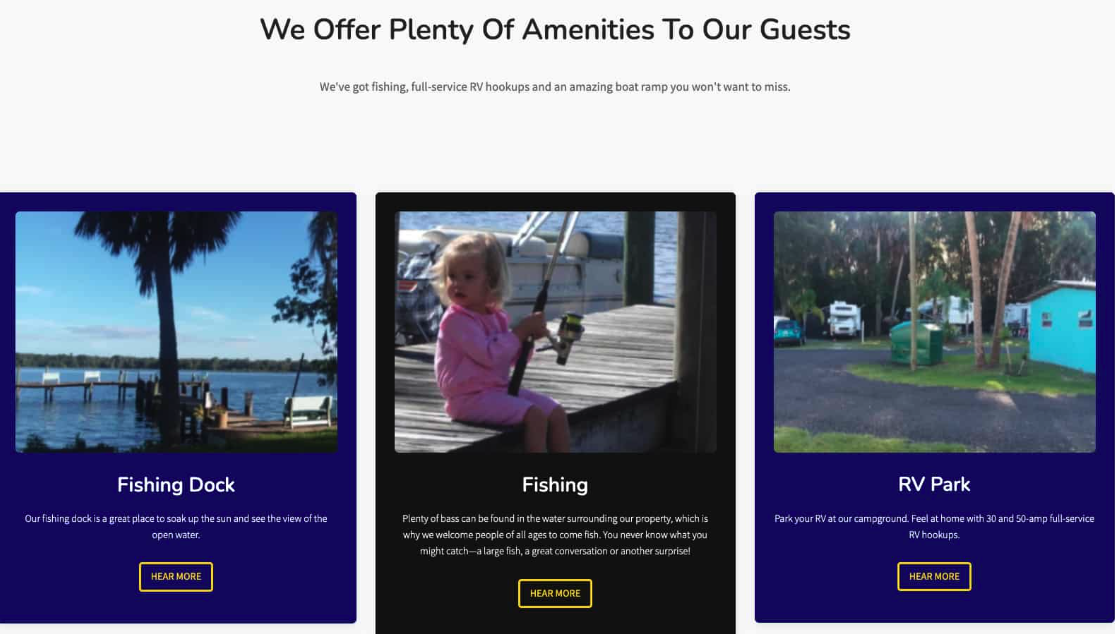 We Offer Plenty Of Amenities To Our Guests
We've got fishing, full-service RV hookups and an amazing boat ramp you won't want to miss.
Fishing Dock
Our fishing dock is a great place to soak up the sun and see the view of the
open water.
HEAR MORE
Fishing
Plenty of bass can be found in the water surrounding our property, which is
why we welcome people of all ages to come fish. You never know what you
might catch—a large fish, a great conversation or another surprise!
HEAR MORE
RV Park
Park your RV at our campground. Feel at home with 30 and 50-amp full-service
RV hookups.
HEAR MORE